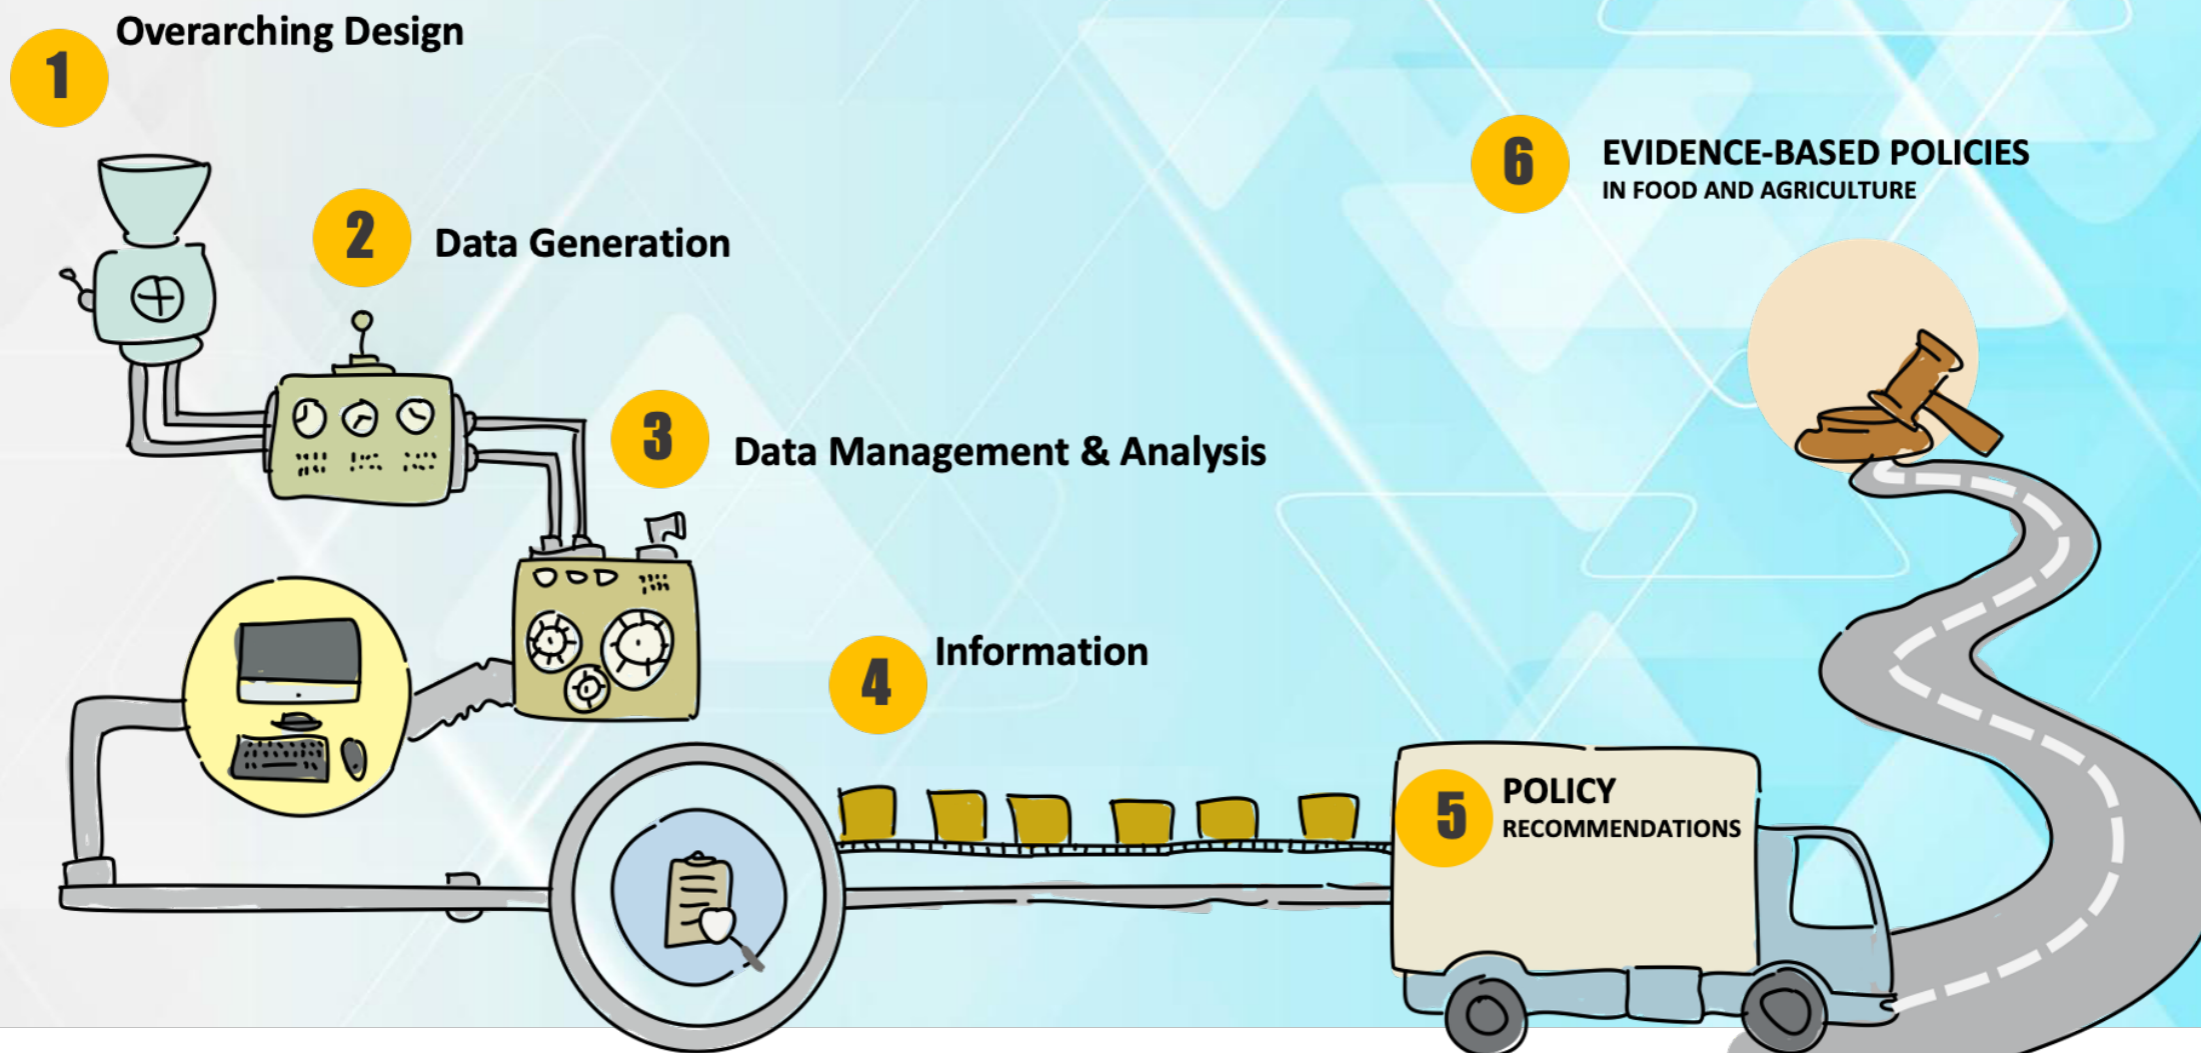 1
Overarching Design
2
Data Generation
3
Data Management & Analysis
4
Information
5
POLICY
RECOMMENDATIONS
6
EVIDENCE-BASED POLICIES
IN FOOD AND AGRICULTURE